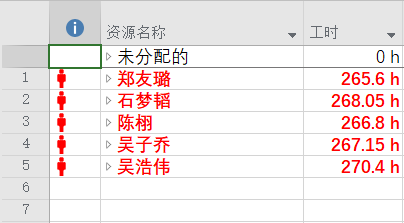 资源名称 工时
未分配的 0 h
1 郑友璐 265.6 h
2 石梦韬 268.05 h
3 陈栩 266.8 h
4 吴子乔 267.15 h
5 吴浩伟 270.4 h
6
7